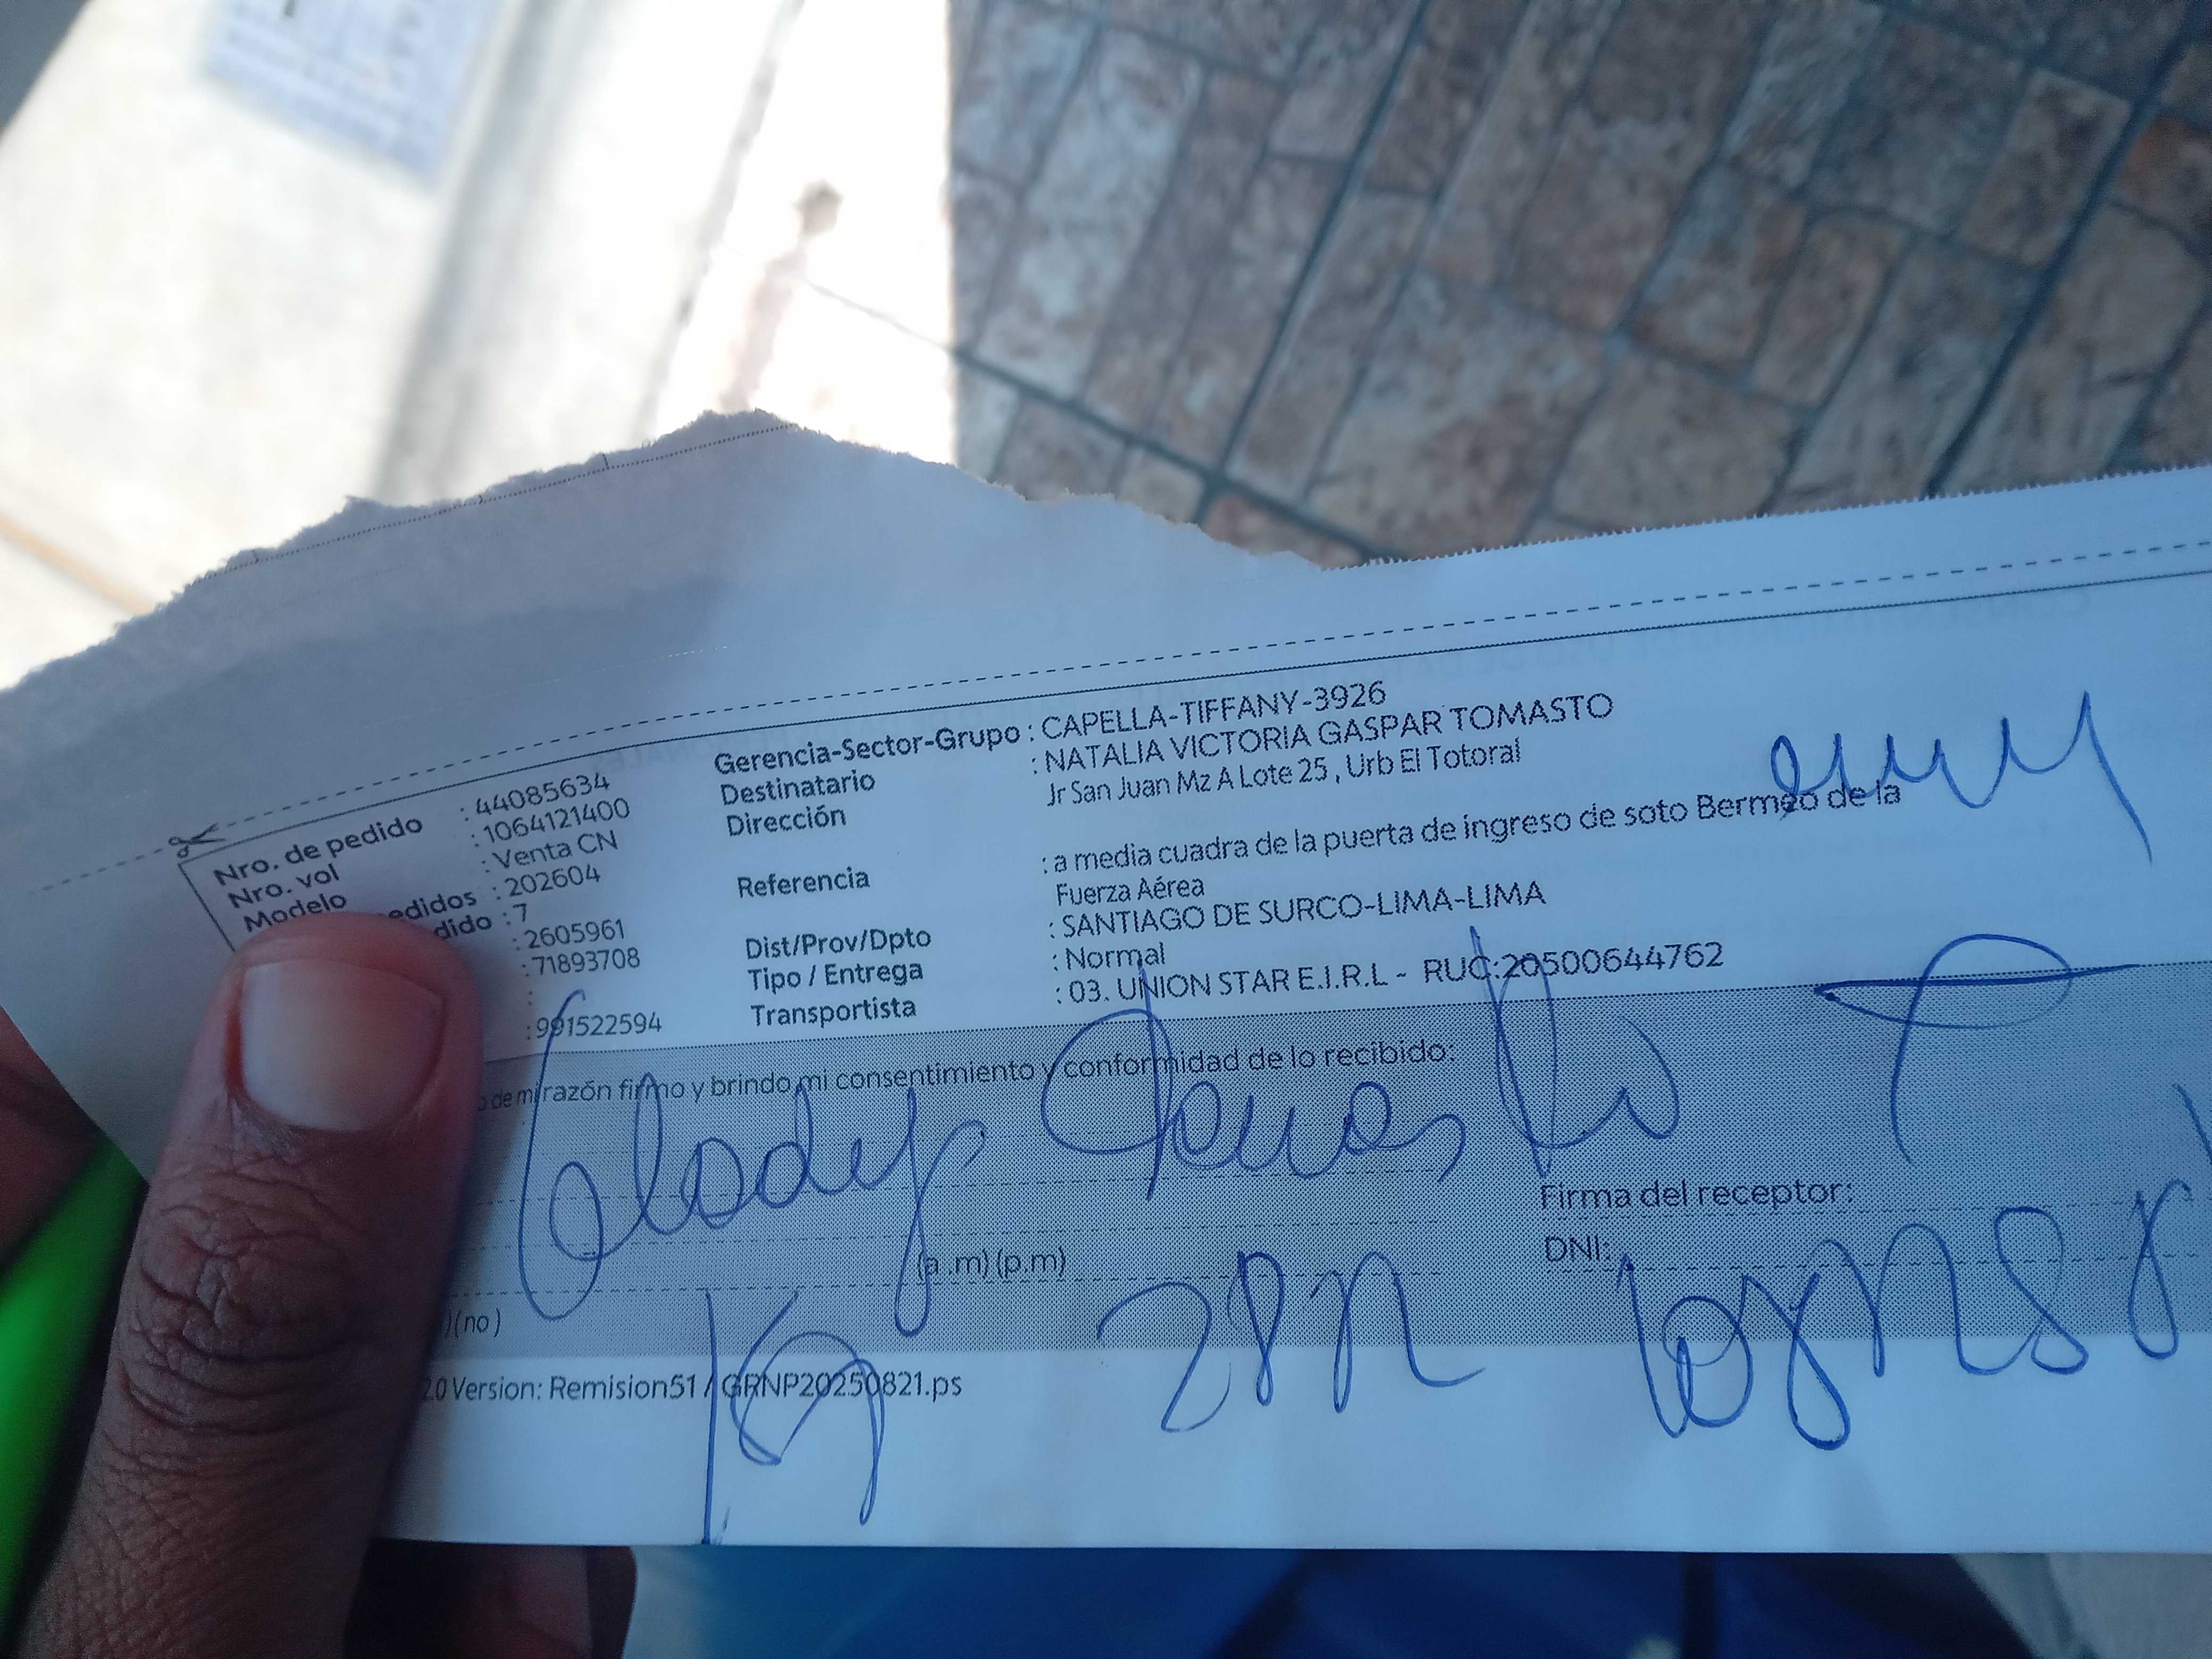 Nro. de pedido : 44085634
Nro. vol : 1064121400
Modelo : Venta CN
edidos : 202604
dido : 7
: 2605961
: 71893708
:
: 991522594
Gerencia-Sector-Grupo : CAPELLA-TIFFANY-3926
Destinatario : NATALIA VICTORIA GASPAR TOMASTO
Dirección Jr San Juan Mz A Lote 25 , Urb El Totoral
Referencia : a media cuadra de la puerta de ingreso de soto Bermeo de la
Fuerza Aérea
Dist/Prov/Dpto : SANTIAGO DE SURCO-LIMA-LIMA
Tipo / Entrega : Normal
Transportista : 03. UNION STAR E.I.R.L - RUC:20500644762
de mi razón firmo y brindo mi consentimiento y conformidad de lo recibido:
Gladys Tomasto T
Firma del receptor:
(a .m) (p.m)
DNI:
)(no )
2.0 Version: Remision51 / GRNP20250821.ps